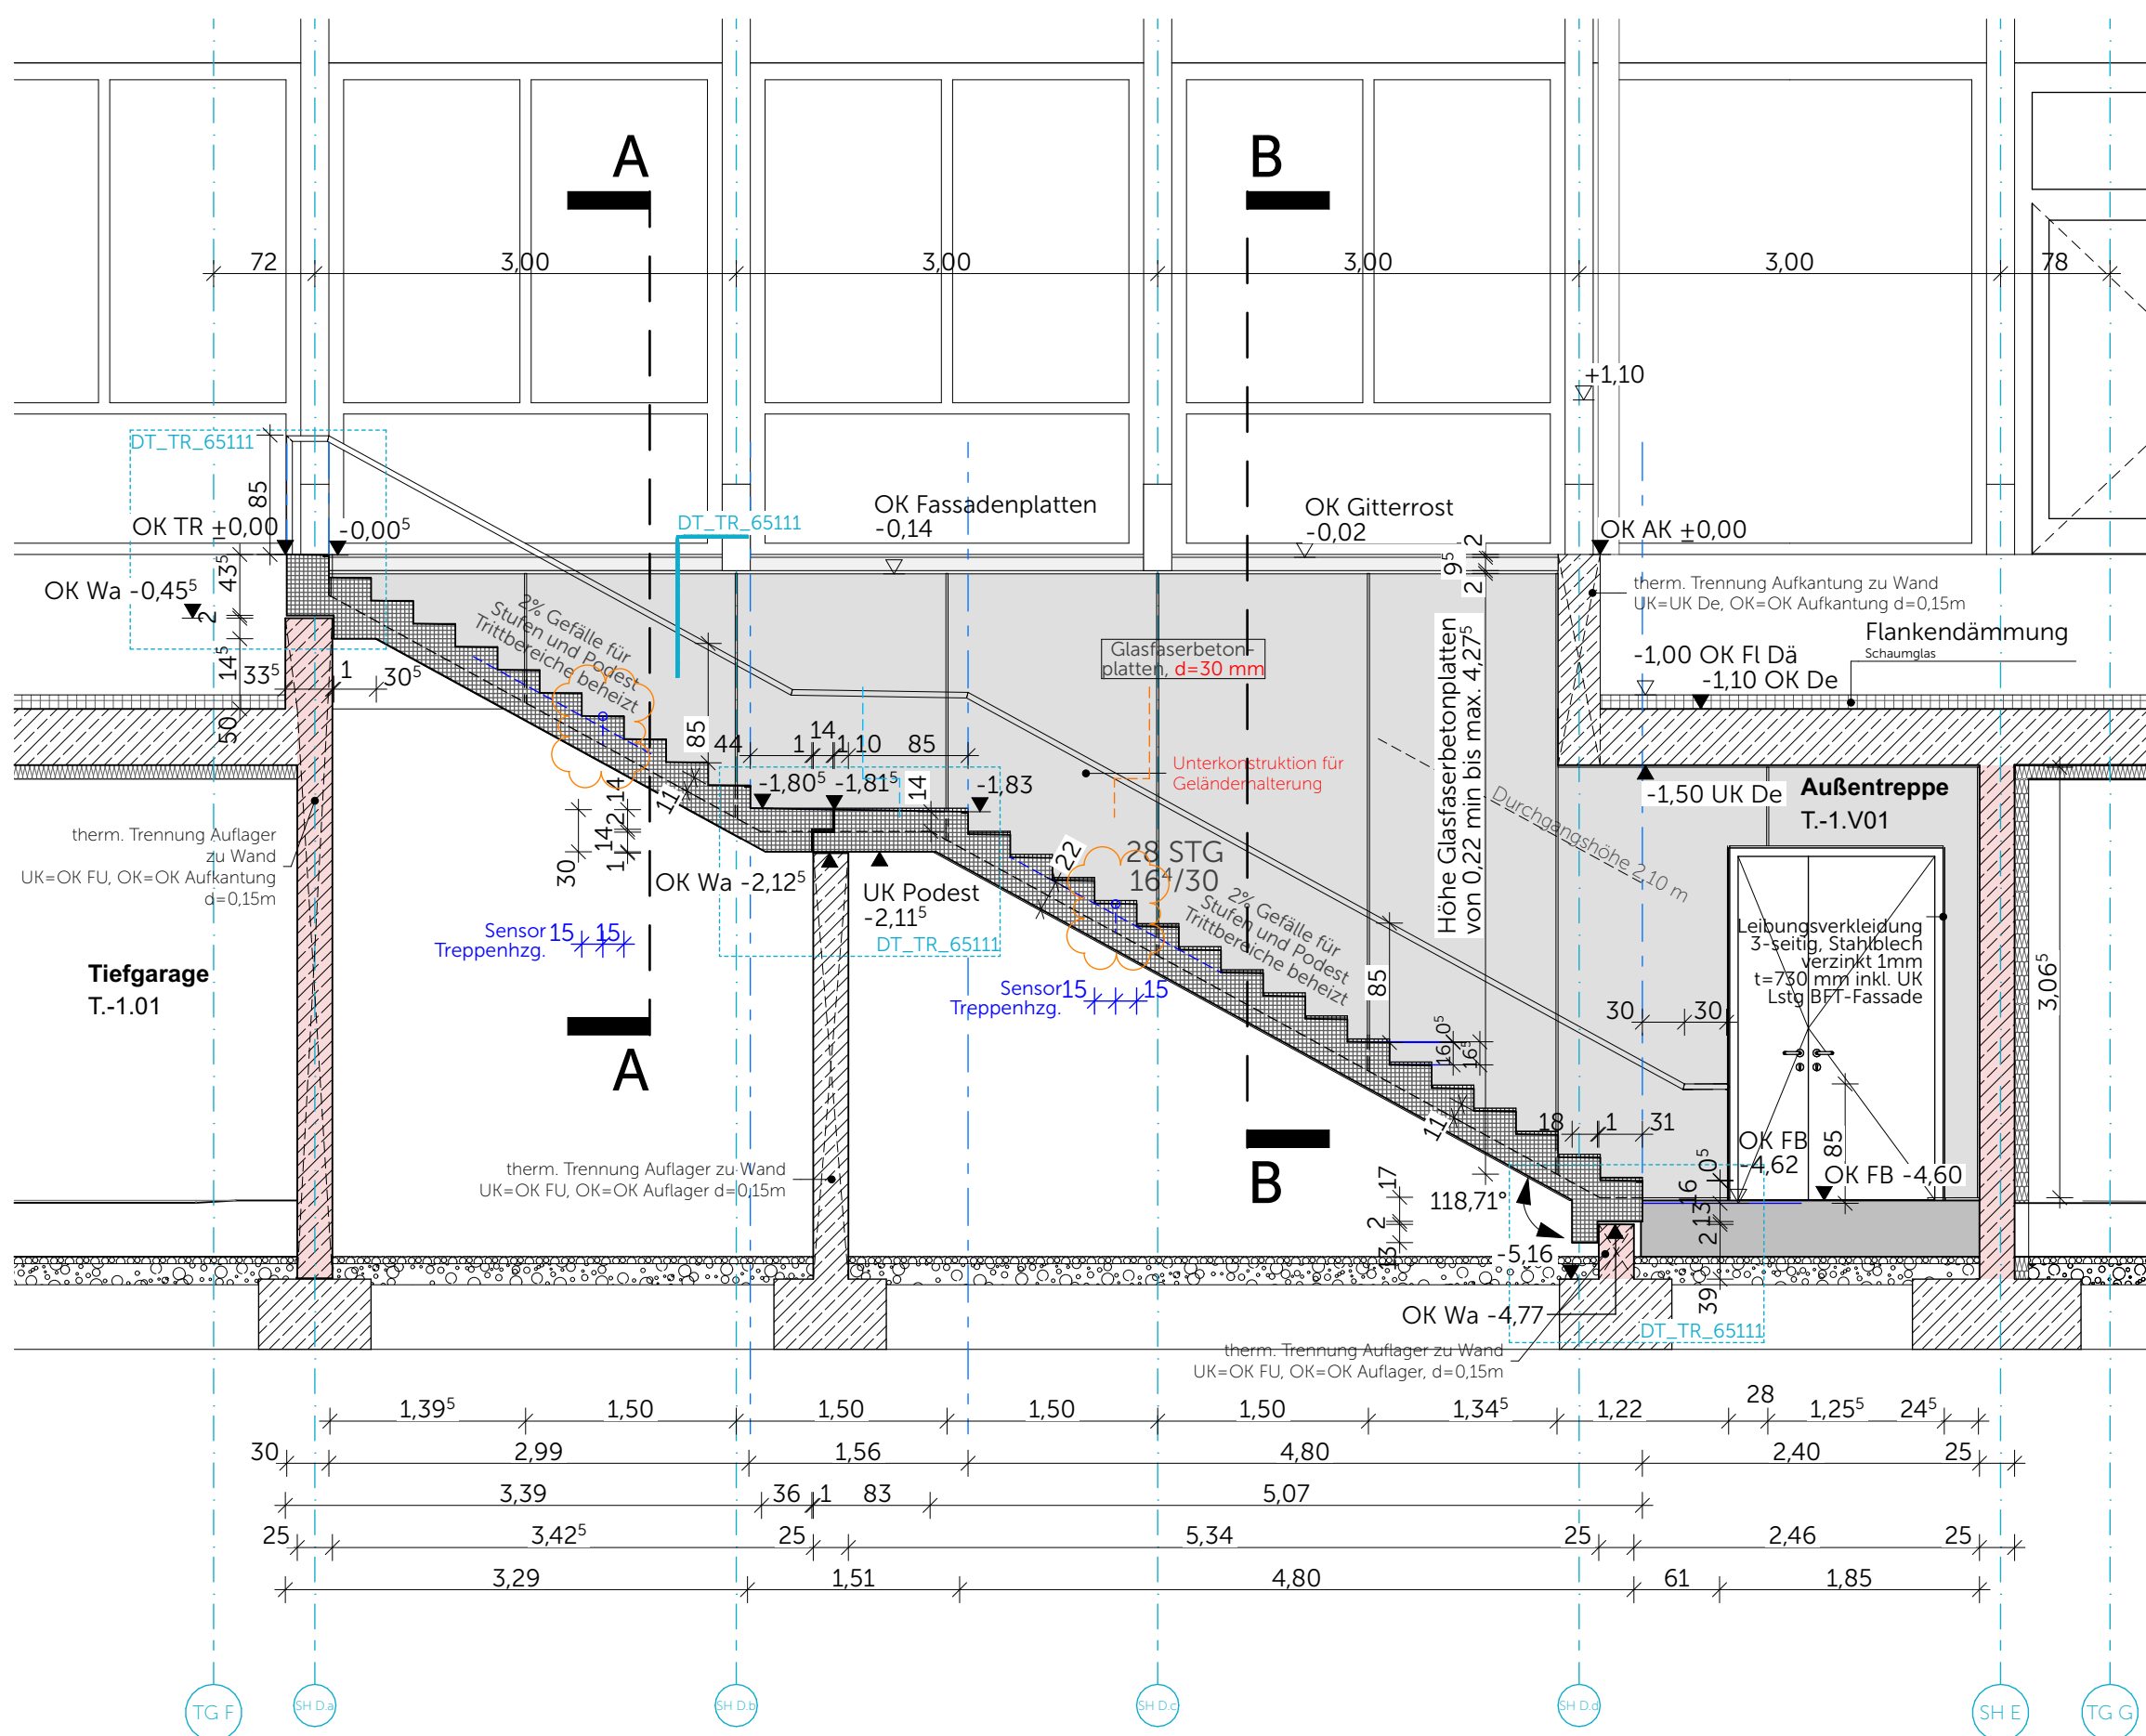 A
B
72
3,00
3,00
3,00
3,00
78
+1,10
DT_TR_65111
85
OK TR +0,00
-0,00⁵
DT_TR_65111
OK Fassadenplatten
-0,14
OK Gitterrost
-0,02
OK AK ±0,00
2
9⁵
2
43⁵
OK Wa -0,45⁵
2
14⁵
33⁵
1
30⁵
50
therm. Trennung Aufkantung zu Wand
UK=UK De, OK=OK Aufkantung d=0,15m
Flankendämmung
Schaumglas
-1,00 OK Fl Dä
-1,10 OK De
2% Gefälle für
Stufen und Podest
Trittbereiche beheizt
Glasfaserbeton-
platten, d=30 mm
Höhe Glasfaserbetonplatten
von 0,22 min bis max. 4,27⁵
85
44
1
14
1
10
85
Unterkonstruktion für
Geländerhalterung
-1,80⁵
-1,81⁵
14
-1,83
-1,50 UK De
Außentreppe
T.-1.V01
Durchgangshöhe 2,10 m
11
14
2
14
1
30
therm. Trennung Auflager
zu Wand
UK=OK FU, OK=OK Aufkantung
d=0,15m
OK Wa -2,12⁵
UK Podest
-2,11⁵
DT_TR_65111
22
28 STG
16⁴/30
2% Gefälle für
Stufen und Podest
Trittbereiche beheizt
Leibungsverkleidung
3-seitig, Stahlblech
verzinkt 1mm
t=730 mm inkl. UK
Lstg BFT-Fassade
Sensor
Treppenhzg.
15
15
Tiefgarage
T.-1.01
Sensor
Treppenhzg.
15
15
85
30
30
3,06⁵
0⁵
16
16⁵
A
11
18
1
31
OK FB
-4,62
85
OK FB -4,60
therm. Trennung Auflager zu Wand
UK=OK FU, OK=OK Auflager d=0,15m
B
17
2
13
118,71°
0⁵
16
13
2
39
-5,16
OK Wa -4,77
DT_TR_65111
therm. Trennung Auflager zu Wand
UK=OK FU, OK=OK Auflager, d=0,15m
1,39⁵
1,50
1,50
1,50
1,50
1,34⁵
1,22
28
1,25⁵
24⁵
30
2,99
1,56
4,80
2,40
25
3,39
36
1
83
5,07
25
3,42⁵
25
5,34
25
2,46
25
3,29
1,51
4,80
61
1,85
TG F
SH D.a
SH D.b
SH D.c
SH D.d
SH E
TG G